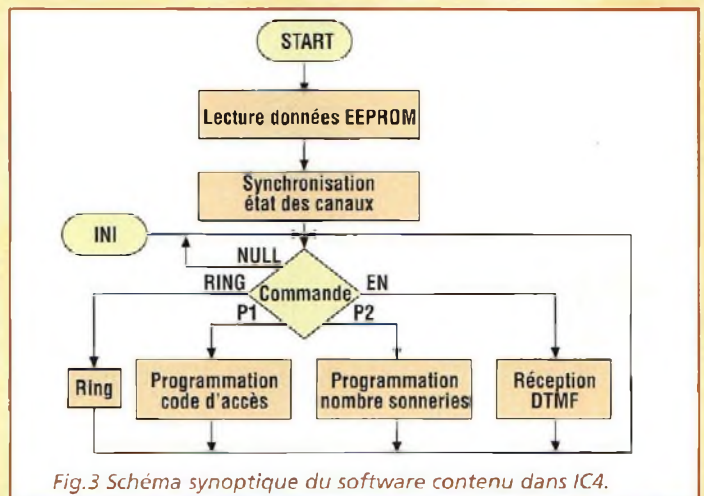 START
Lecture données EEPROM
Synchronisation
état des canaux
INI
NULL
RING
Commande
EN
P1
P2
Ring
Programmation
code d'accès
Programmation
nombre sonneries
Réception
DTMF
Fig.3 Schéma synoptique du software contenu dans IC4.